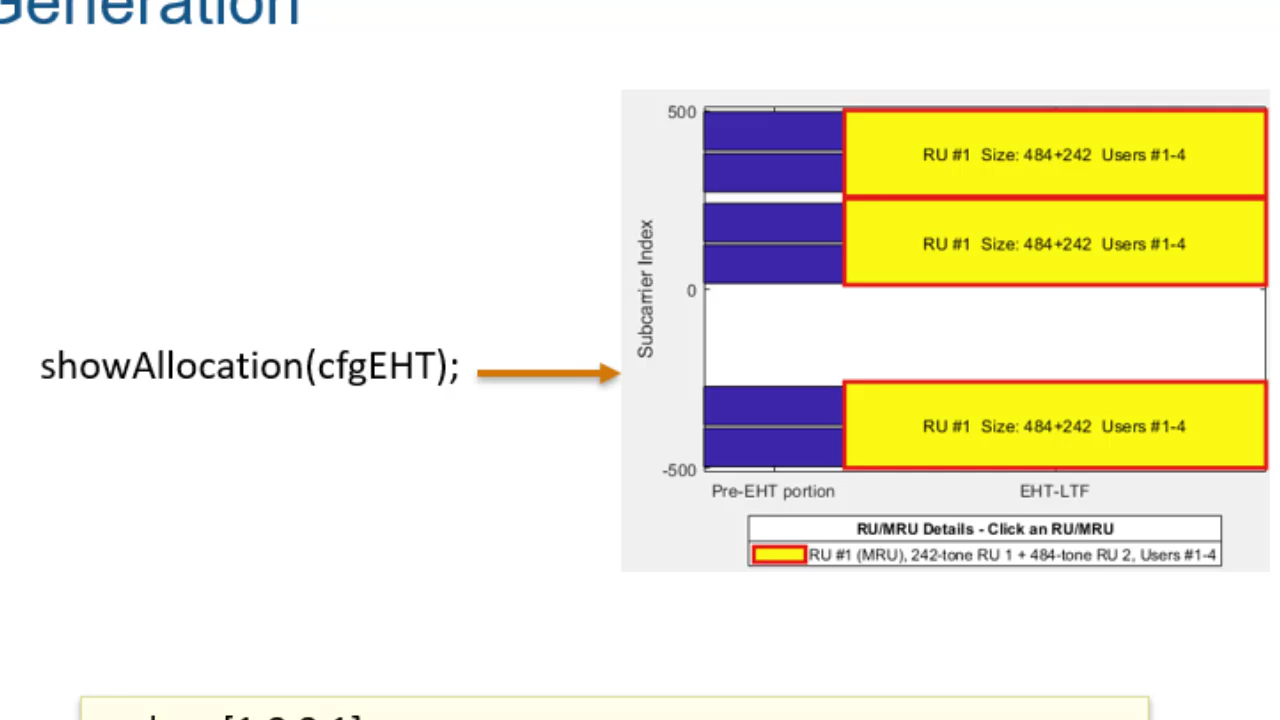 Generation
500
RU #1 Size: 484+242 Users #1-4
RU #1 Size: 484+242 Users #1-4
Subcarrier Index
0
showAllocation(cfgEHT);
RU #1 Size: 484+242 Users #1-4
-500
Pre-EHT portion
EHT-LTF
RU/MRU Details - Click an RU/MRU
RU #1 (MRU), 242-tone RU 1 + 484-tone RU 2, Users #1-4